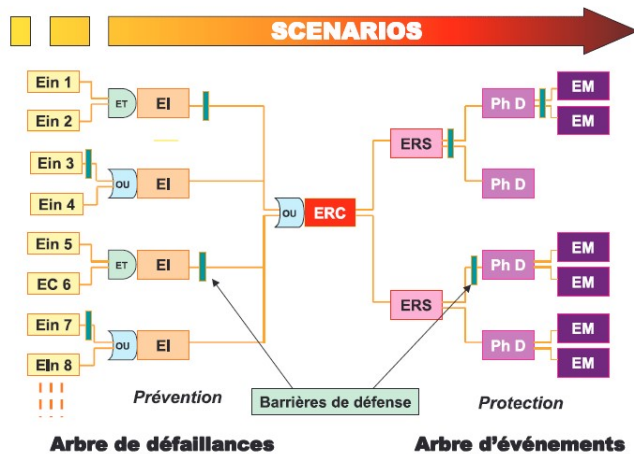 SCENARIOS
Ein 1
Ein 2
ET
EI
Ein 3
Ein 4
OU
EI
Ein 5
EC 6
ET
EI
Ein 7
EIn 8
OU
EI
OU
ERC
ERS
ERS
Ph D
EM
EM
Ph D
Ph D
EM
EM
Ph D
EM
EM
Prévention
Barrières de défense
Protection
Arbre de défaillances
Arbre d'événements